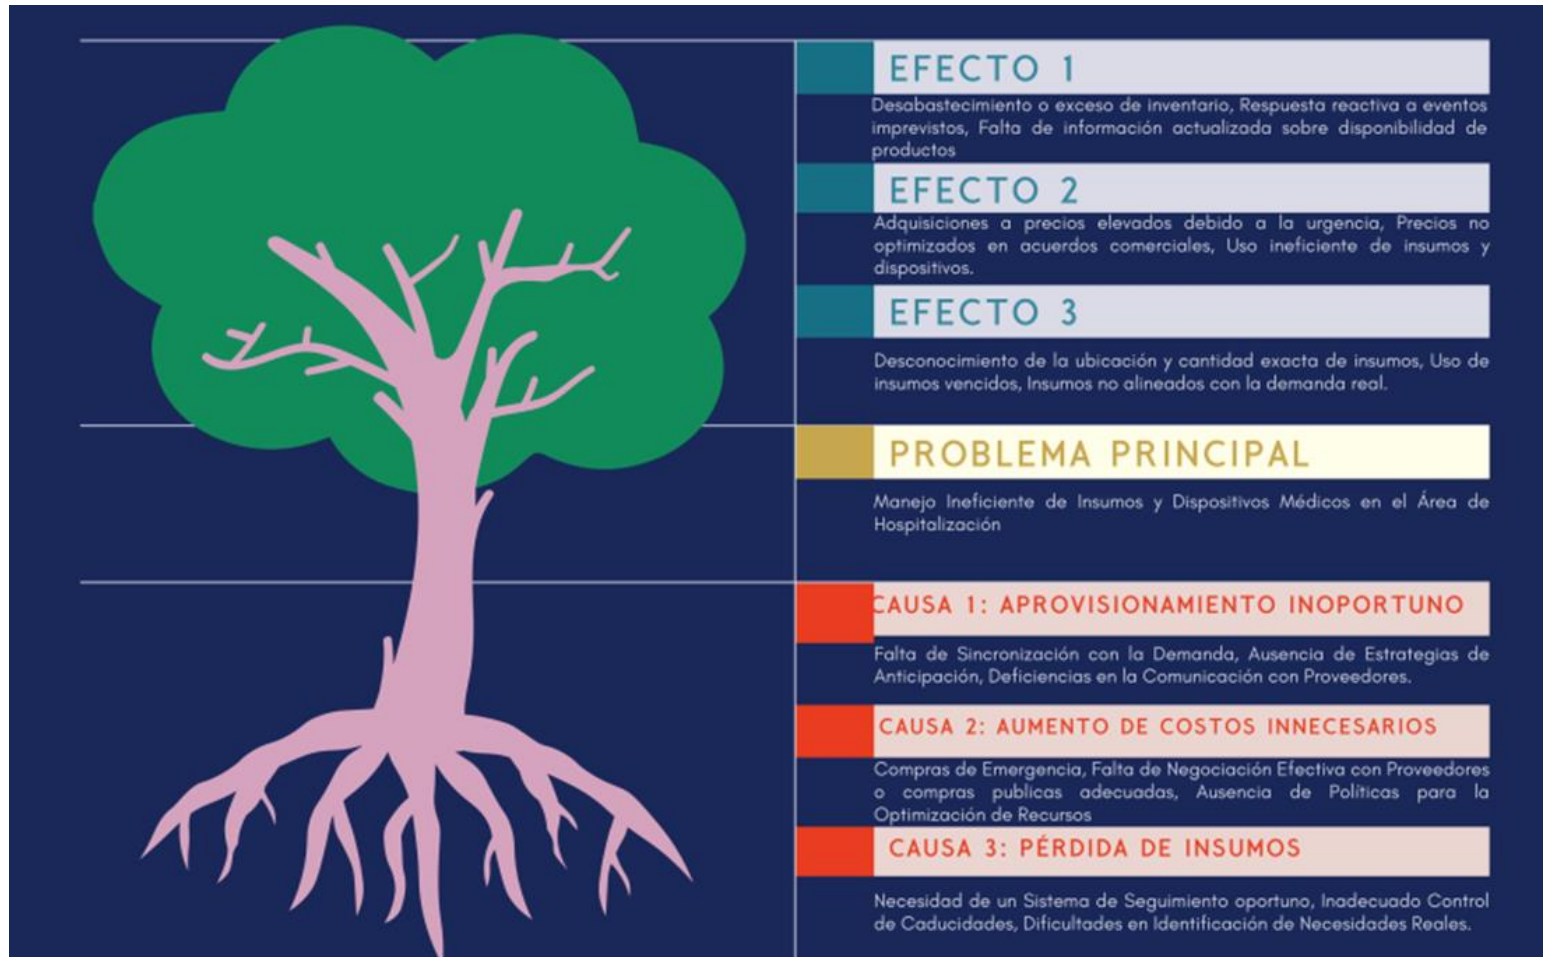 EFECTO 1
Desabastecimiento o exceso de inventario, Respuesta reactiva a eventos
imprevistos, Falta de información actualizada sobre disponibilidad de
productos
EFECTO 2
Adquisiciones a precios elevados debido a la urgencia, Precios no
optimizados en acuerdos comerciales, Uso ineficiente de insumos y
dispositivos.
EFECTO 3
Desconocimiento de la ubicación y cantidad exacta de insumos, Uso de
insumos vencidos, Insumos no alineados con la demanda real.
PROBLEMA PRINCIPAL
Manejo Ineficiente de Insumos y Dispositivos Médicos en el Área de
Hospitalización
CAUSA 1: APROVISIONAMIENTO INOPORTUNO
Falta de Sincronización con la Demanda, Ausencia de Estrategias de
Anticipación, Deficiencias en la Comunicación con Proveedores.
CAUSA 2: AUMENTO DE COSTOS INNECESARIOS
Compras de Emergencia, Falta de Negociación Efectiva con Proveedores
o compras publicas adecuadas, Ausencia de Políticas para la
Optimización de Recursos
CAUSA 3: PÉRDIDA DE INSUMOS
Necesidad de un Sistema de Seguimiento oportuno, Inadecuado Control
de Caducidades, Dificultades en Identificación de Necesidades Reales.